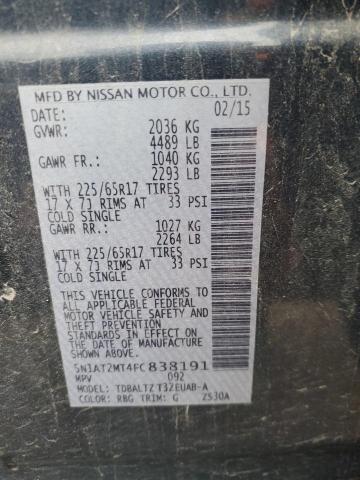 MFD BY NISSAN MOTOR CO., LTD.
DATE: 02/15
GVWR: 2036 KG
4489 LB
GAWR FR: 1040 KG
2293 LB
WITH 225/65R17 TIRES
17 X 7J RIMS AT 33 PSI
COLD SINGLE
GAWR RR.: 1027 KG
2264 LB
WITH 225/65R17 TIRES
17 X 7J RIMS AT 33 PSI
COLD SINGLE
THIS VEHICLE CONFORMS TO
ALL APPLICABLE FEDERAL
MOTOR VEHICLE SAFETY AND
THEFT PREVENTION
STANDARDS IN EFFECT ON THE
DATE OF MANUFACTURE
SHOWN ABOVE.
5N1AT2MT4FC838191
MPV 092
MODEL: TDBALTZ T32EUAB-A
COLOR: RBG TRIM: G ZS30A